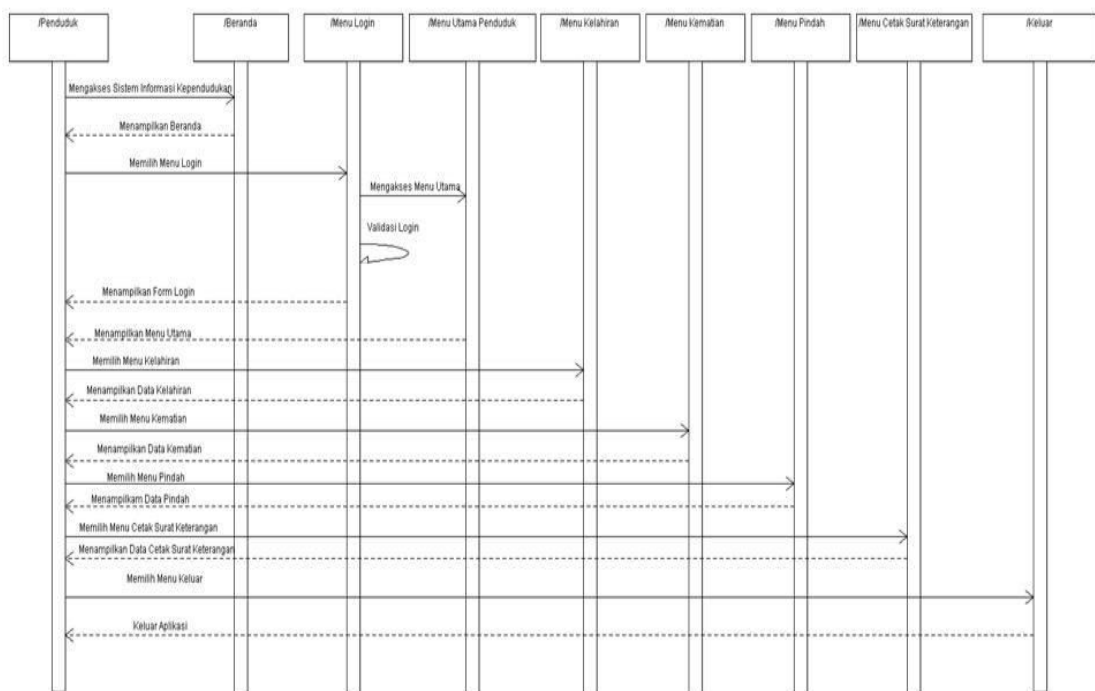 /Penduduk
/Beranda
/Menu Login
/Menu Utama Penduduk
/Menu Kelahiran
/Menu Kematian
/Menu Pindah
/Menu Cetak Surat Keterangan
/Keluar
Mengakses Sistem Informasi Kependudukan
Menampilkan Beranda
Memilih Menu Login
Mengakses Menu Utama
Validasi Login
Menampilkan Form Login
Menampilkan Menu Utama
Memilih Menu Kelahiran
Menampilkan Data Kelahiran
Memilih Menu Kematian
Menampilkan Data Kematian
Memilih Menu Pindah
Menampilkam Data Pindah
Memilih Menu Cetak Surat Keterangan
Menampilkan Data Cetak Surat Keterangan
Memilih Menu Keluar
Keluar Aplikasi